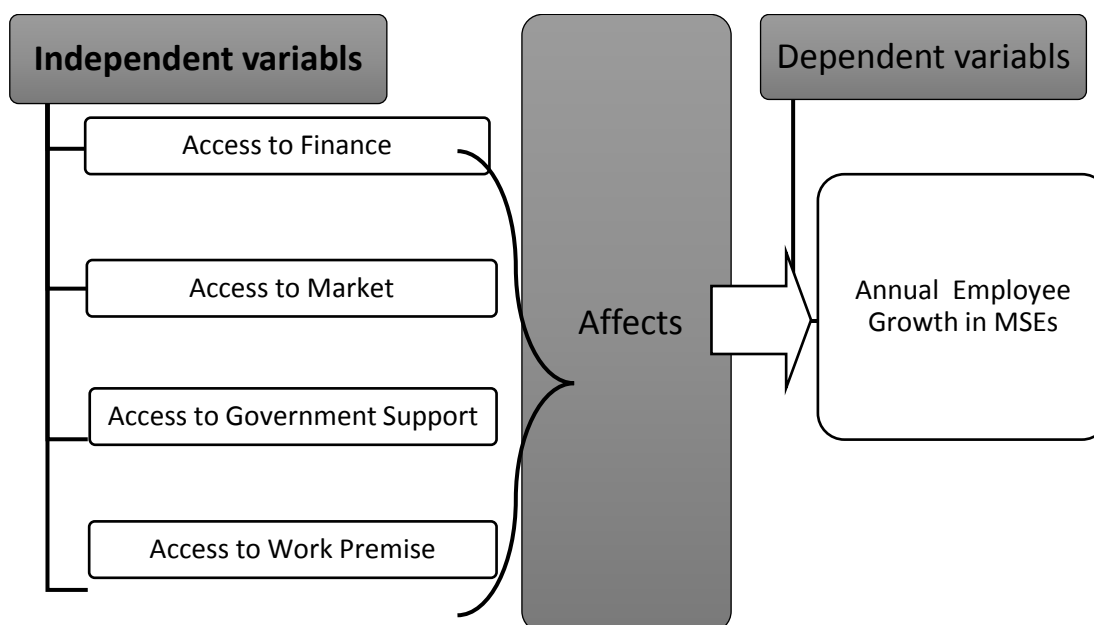 Independent variabls
Access to Finance
Access to Market
Access to Government Support
Access to Work Premise
Affects
Dependent variabls
Annual Employee
Growth in MSEs